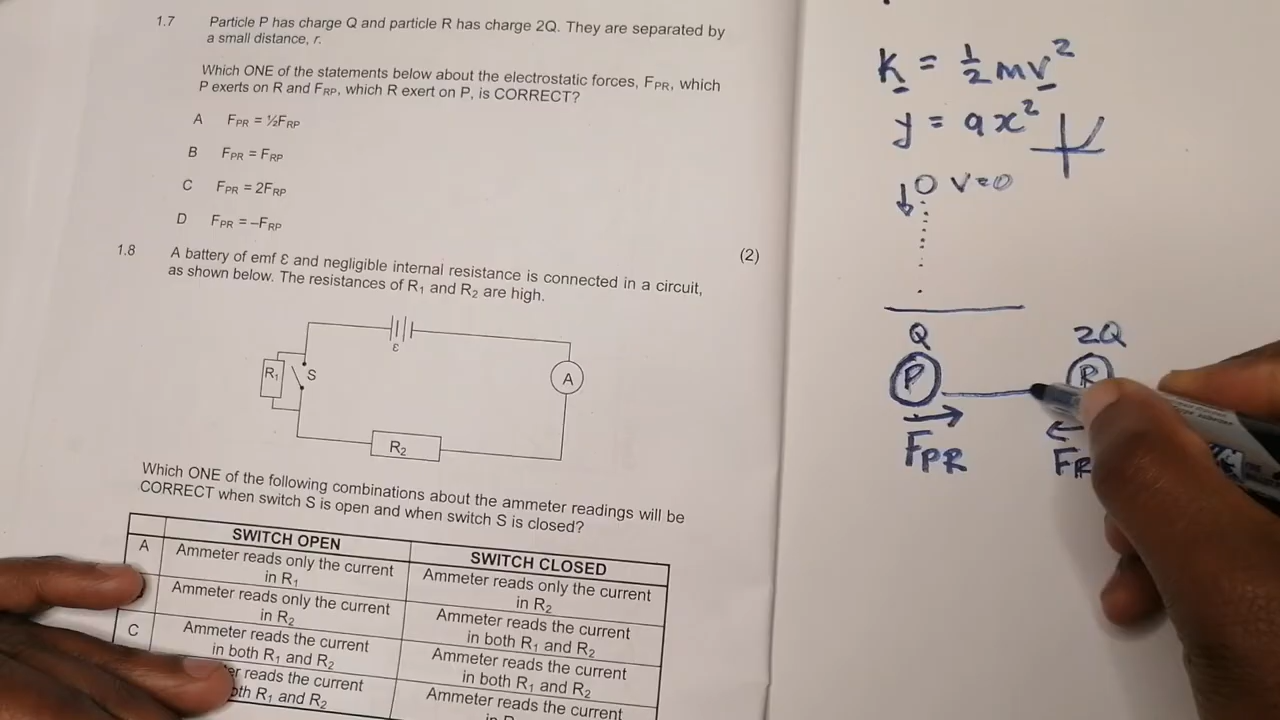 1.7 Particle P has charge Q and particle R has charge 2Q. They are separated by
a small distance, r.
Which ONE of the statements below about the electrostatic forces, FPR, which
P exerts on R and FRP, which R exert on P, is CORRECT?
A FPR = ½FRP
B FPR = FRP
C FPR = 2FRP
D FPR = –FRP
(2)
1.8 A battery of emf Ɛ and negligible internal resistance is connected in a circuit,
as shown below. The resistances of R1 and R2 are high.
ε
R1
S
A
R2
Which ONE of the following combinations about the ammeter readings will be
CORRECT when switch S is open and when switch S is closed?
SWITCH OPEN SWITCH CLOSED
A Ammeter reads only the current
in R1
Ammeter reads only the current
in R2
Ammeter reads only the current
in R2
Ammeter reads the current
in both R1 and R2
C Ammeter reads the current
in both R1 and R2
Ammeter reads the current
in both R1 and R2
reads the current
both R1 and R2
Ammeter reads the current
in
K = ½mv²
y = ax²
v=0
Q 2Q
P R
FPR FR